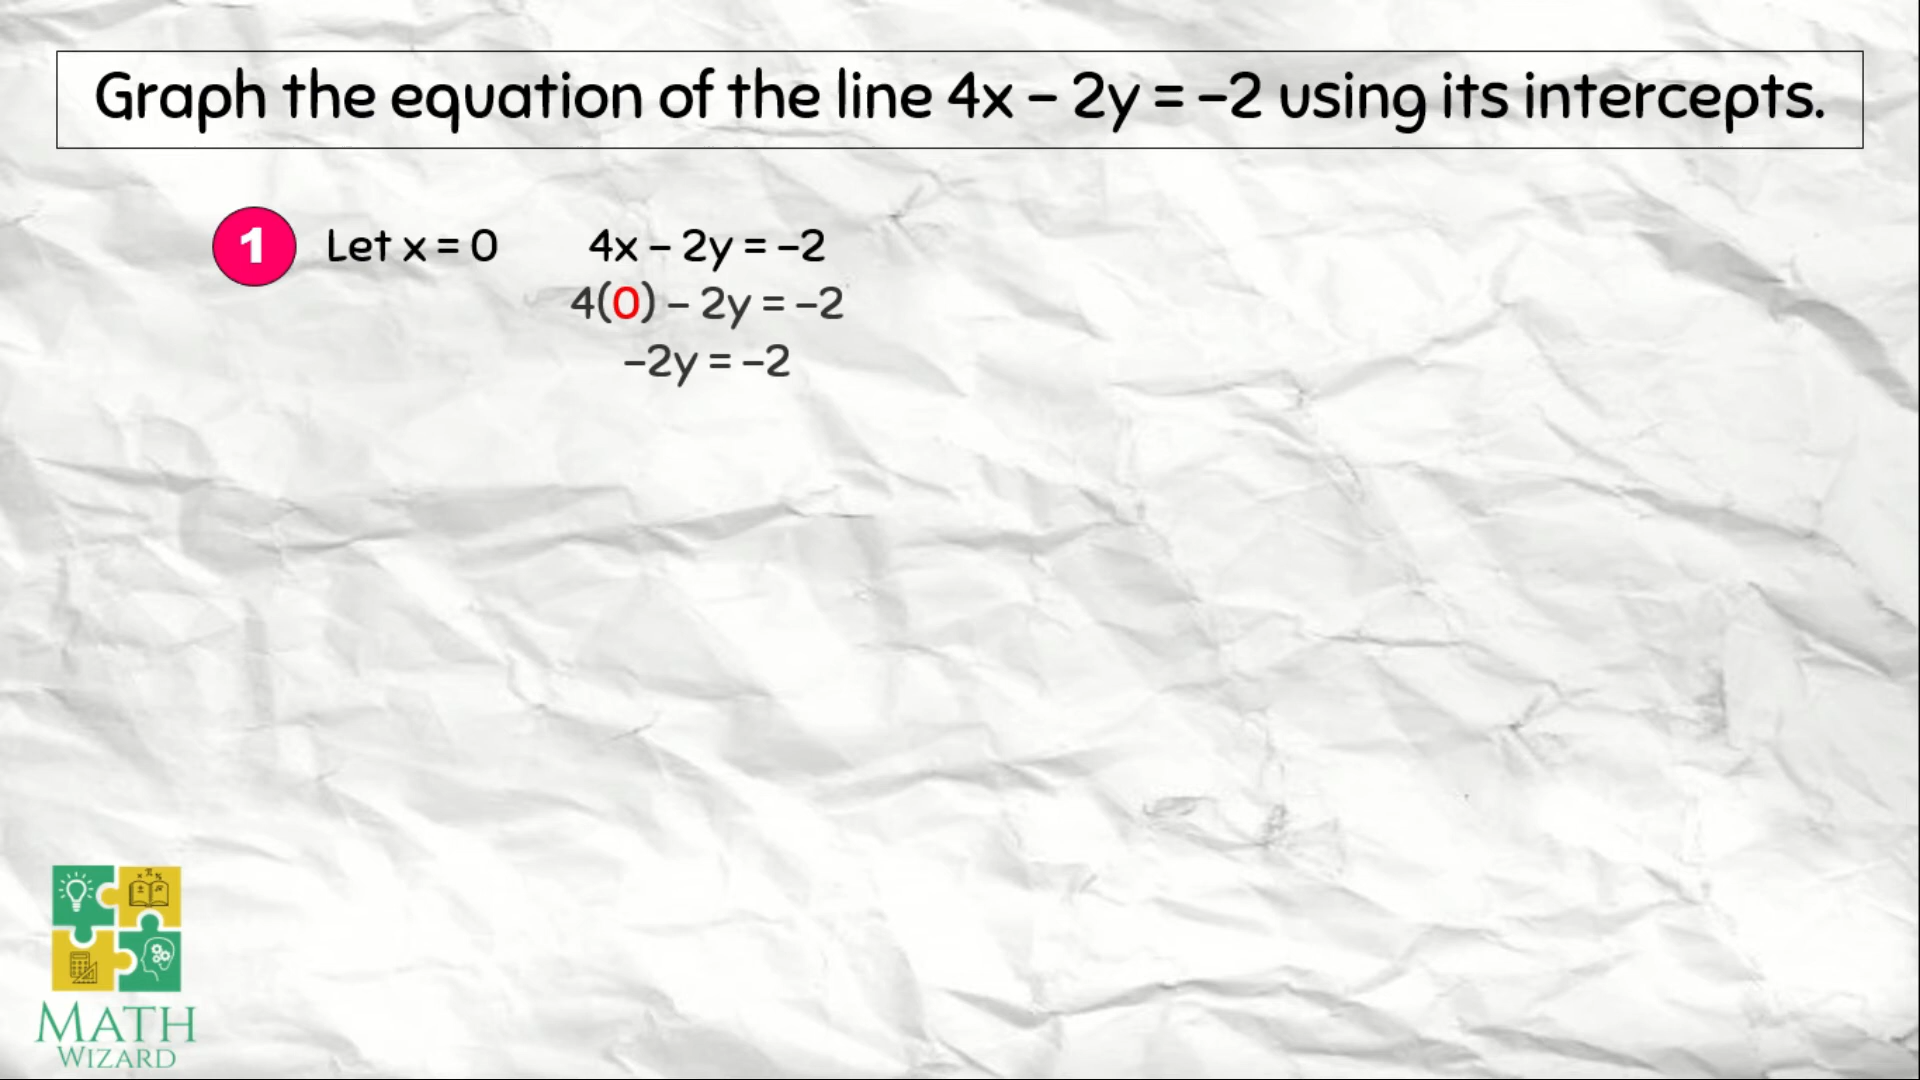 Graph the equation of the line 4x – 2y = –2 using its intercepts.
1 Let x = 0 4x – 2y = –2
4(0) – 2y = –2
–2y = –2
MATH
WIZARD